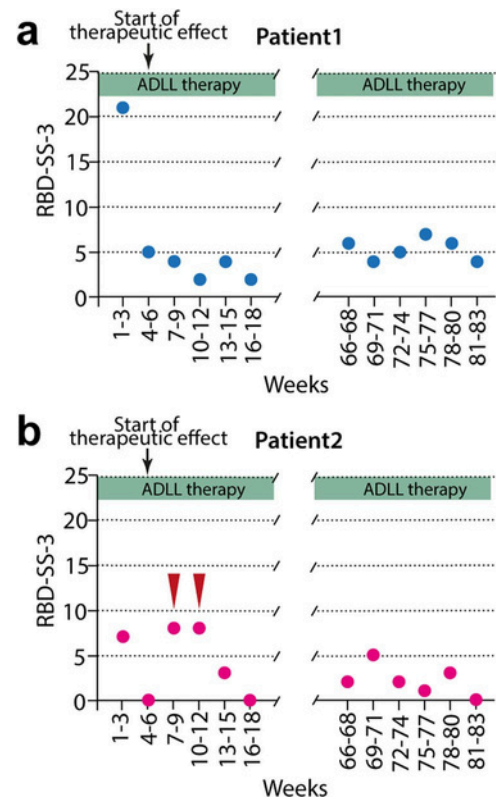 a
Start of
therapeutic effect
Patient1
ADLL therapy
ADLL therapy
RBD-SS-3
25
20
15
10
5
0
1-3
4-6
7-9
10-12
13-15
16-18
66-68
69-71
72-74
75-77
78-80
81-83
Weeks
b
Start of
therapeutic effect
Patient2
ADLL therapy
ADLL therapy
RBD-SS-3
25
20
15
10
5
0
1-3
4-6
7-9
10-12
13-15
16-18
66-68
69-71
72-74
75-77
78-80
81-83
Weeks